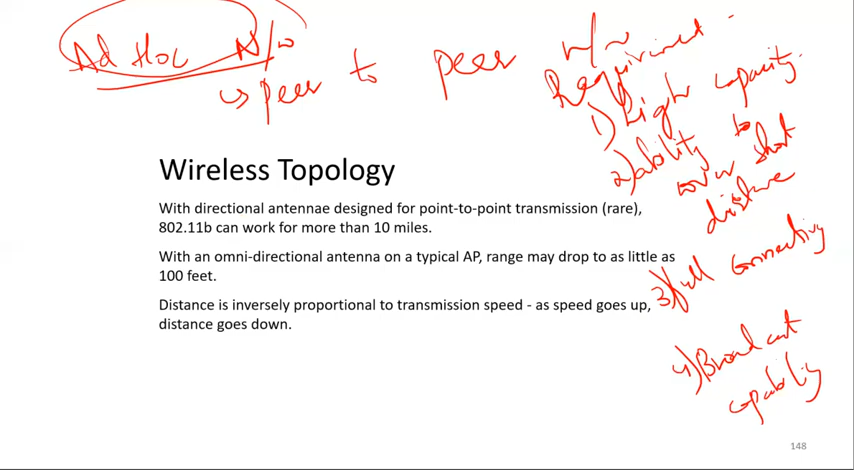 Ad Hoc N/w
↳ peer to peer n/w
Requirement
1) High capacity.
2) ability to
cover short
distance
3) full connectivity
4) Broadcast
capability
Wireless Topology
With directional antennae designed for point-to-point transmission (rare),
802.11b can work for more than 10 miles.
With an omni-directional antenna on a typical AP, range may drop to as little as
100 feet.
Distance is inversely proportional to transmission speed - as speed goes up,
distance goes down.
148